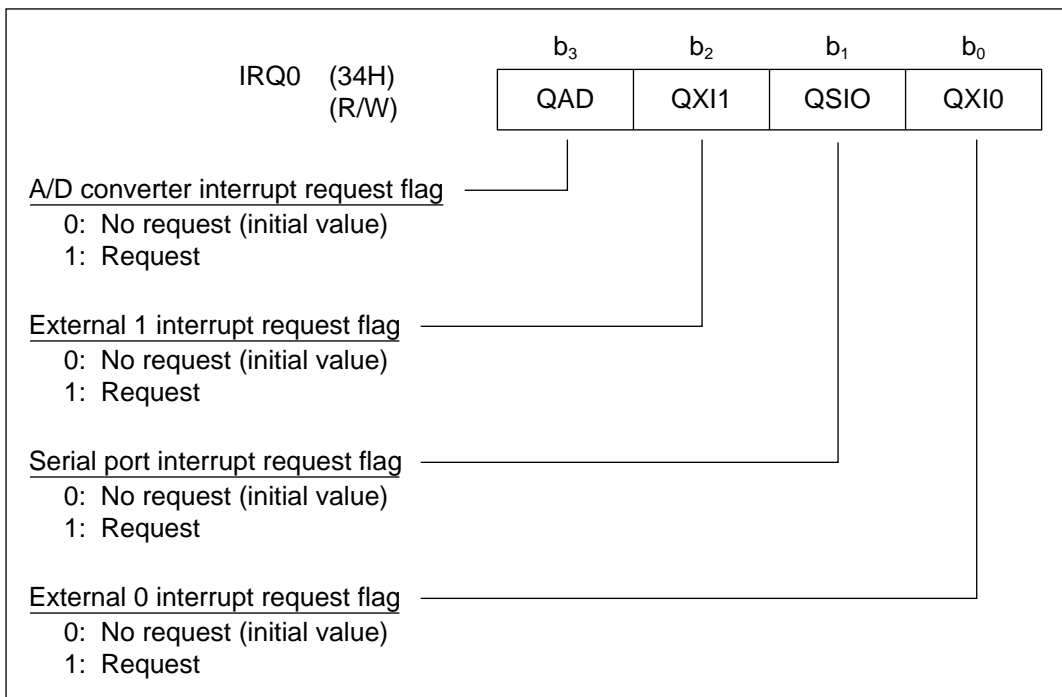 b3 b2 b1 b0
IRQ0 (34H)
(R/W)
QAD QXI1 QSIO QXI0
A/D converter interrupt request flag
0: No request (initial value)
1: Request
External 1 interrupt request flag
0: No request (initial value)
1: Request
Serial port interrupt request flag
0: No request (initial value)
1: Request
External 0 interrupt request flag
0: No request (initial value)
1: Request